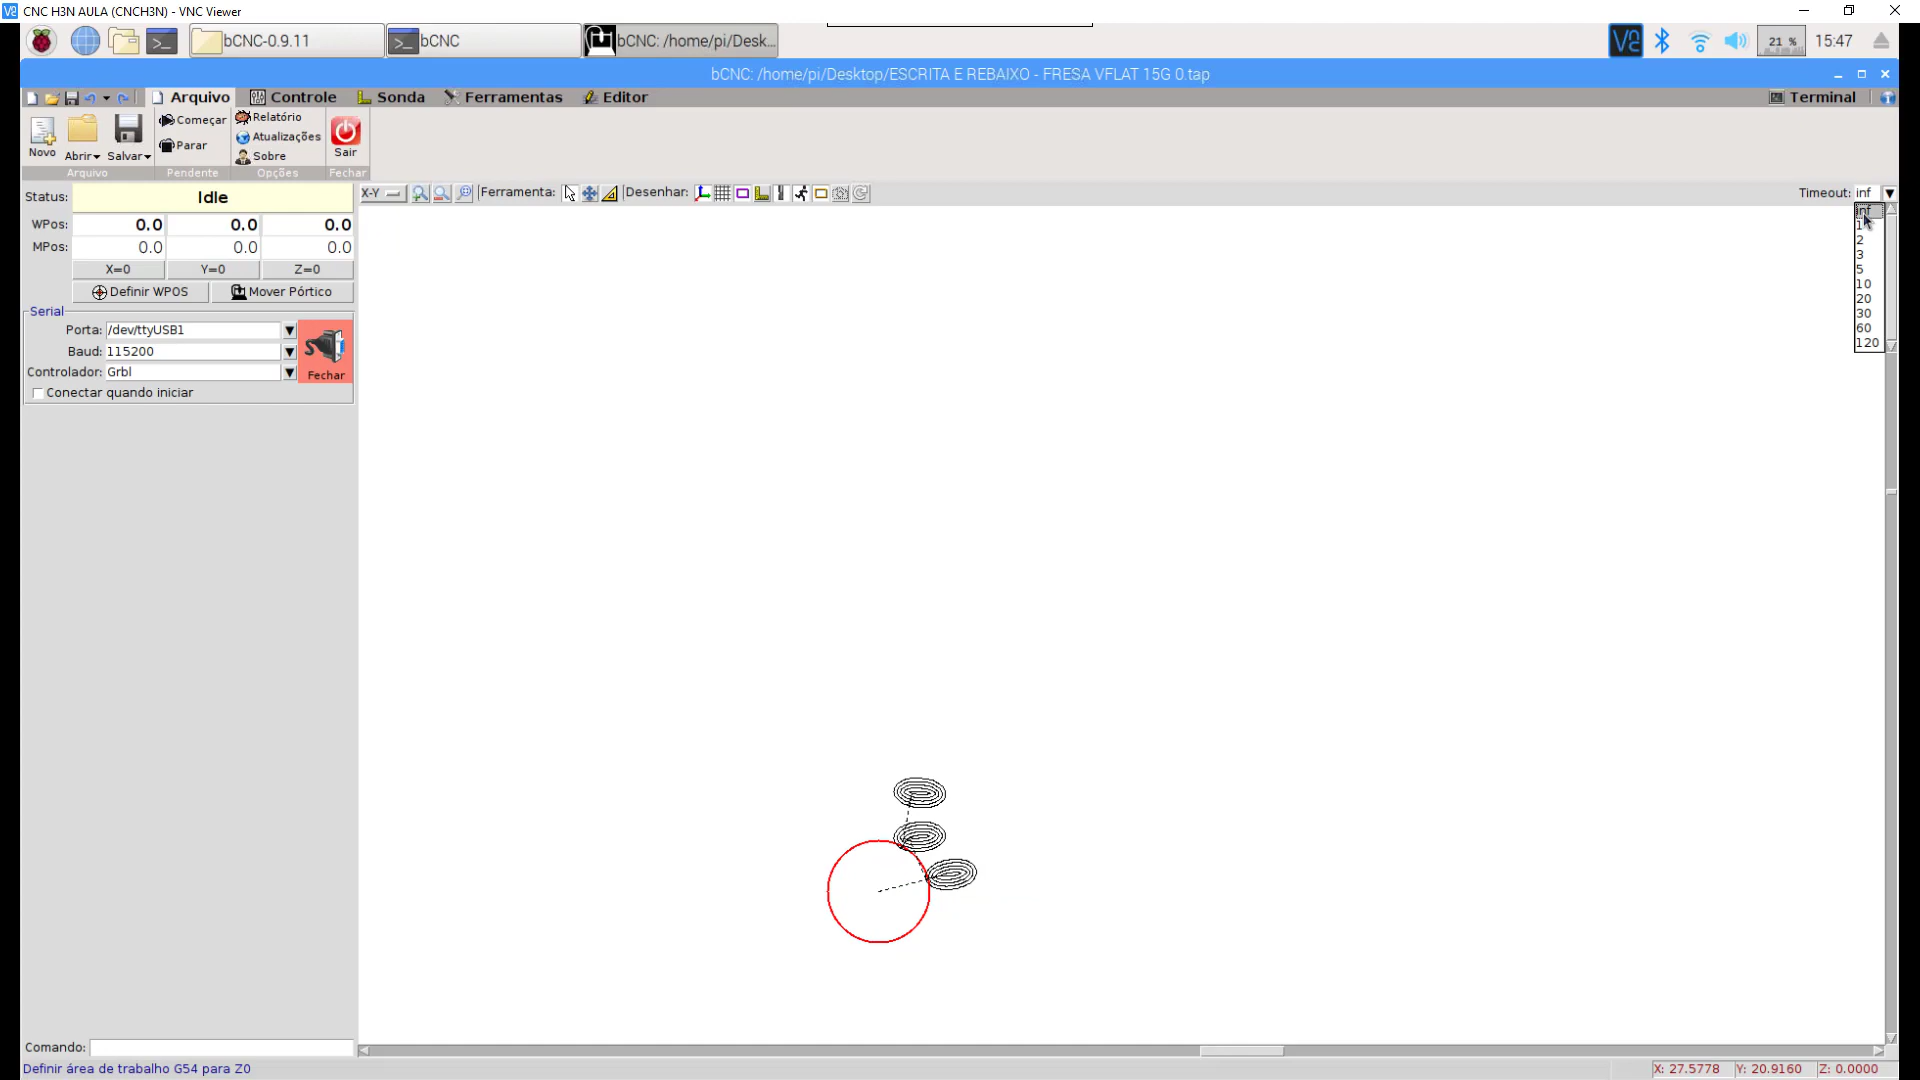 CNC H3N AULA (CNCH3N) - VNC Viewer
bCNC-0.9.11
bCNC
bCNC: /home/pi/Desk...
21 %
15:47
bCNC: /home/pi/Desktop/ESCRITA E REBAIXO - FRESA VFLAT 15G 0.tap
Arquivo
Controle
Sonda
Ferramentas
Editor
Terminal
Novo
Abrir
Salvar
Arquivo
Começar
Parar
Pendente
Relatório
Atualizações
Sobre
Opções
Sair
Fechar
Status: Idle
WPos: 0.0 0.0 0.0
MPos: 0.0 0.0 0.0
X=0 Y=0 Z=0
Definir WPOS Mover Pórtico
Serial
Porta: /dev/ttyUSB1
Baud: 115200
Controlador: Grbl
Fechar
Conectar quando iniciar
X-Y
Ferramenta:
Desenhar:
Timeout: inf
inf
1
2
3
5
10
20
30
60
120
Comando:
Definir área de trabalho G54 para Z0
X: 27.5778 Y: 20.9160 Z: 0.0000